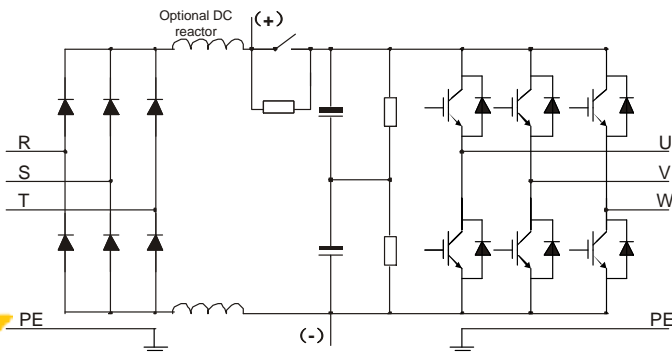 Optional DC
reactor
(+)
R
S
T
U
V
W
PE
(-)
PE